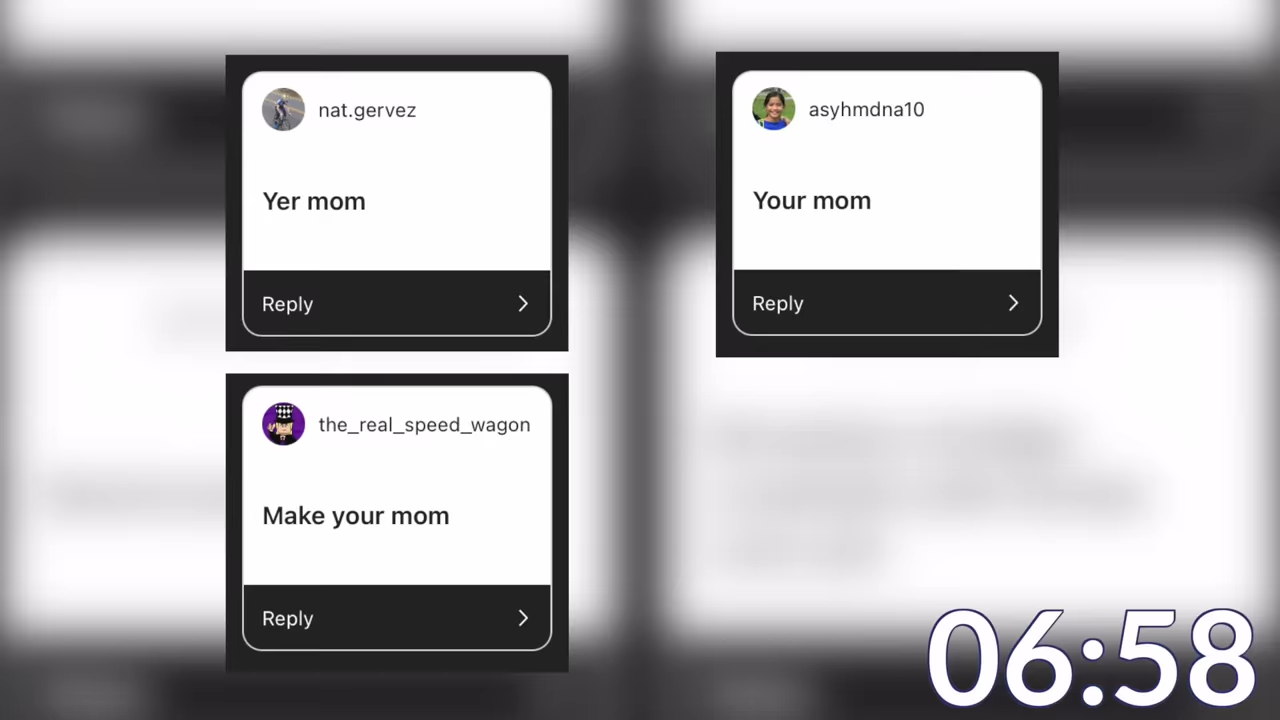 nat.gervez
Yer mom
Reply
asyhmdna10
Your mom
Reply
the_real_speed_wagon
Make your mom
Reply
06:58